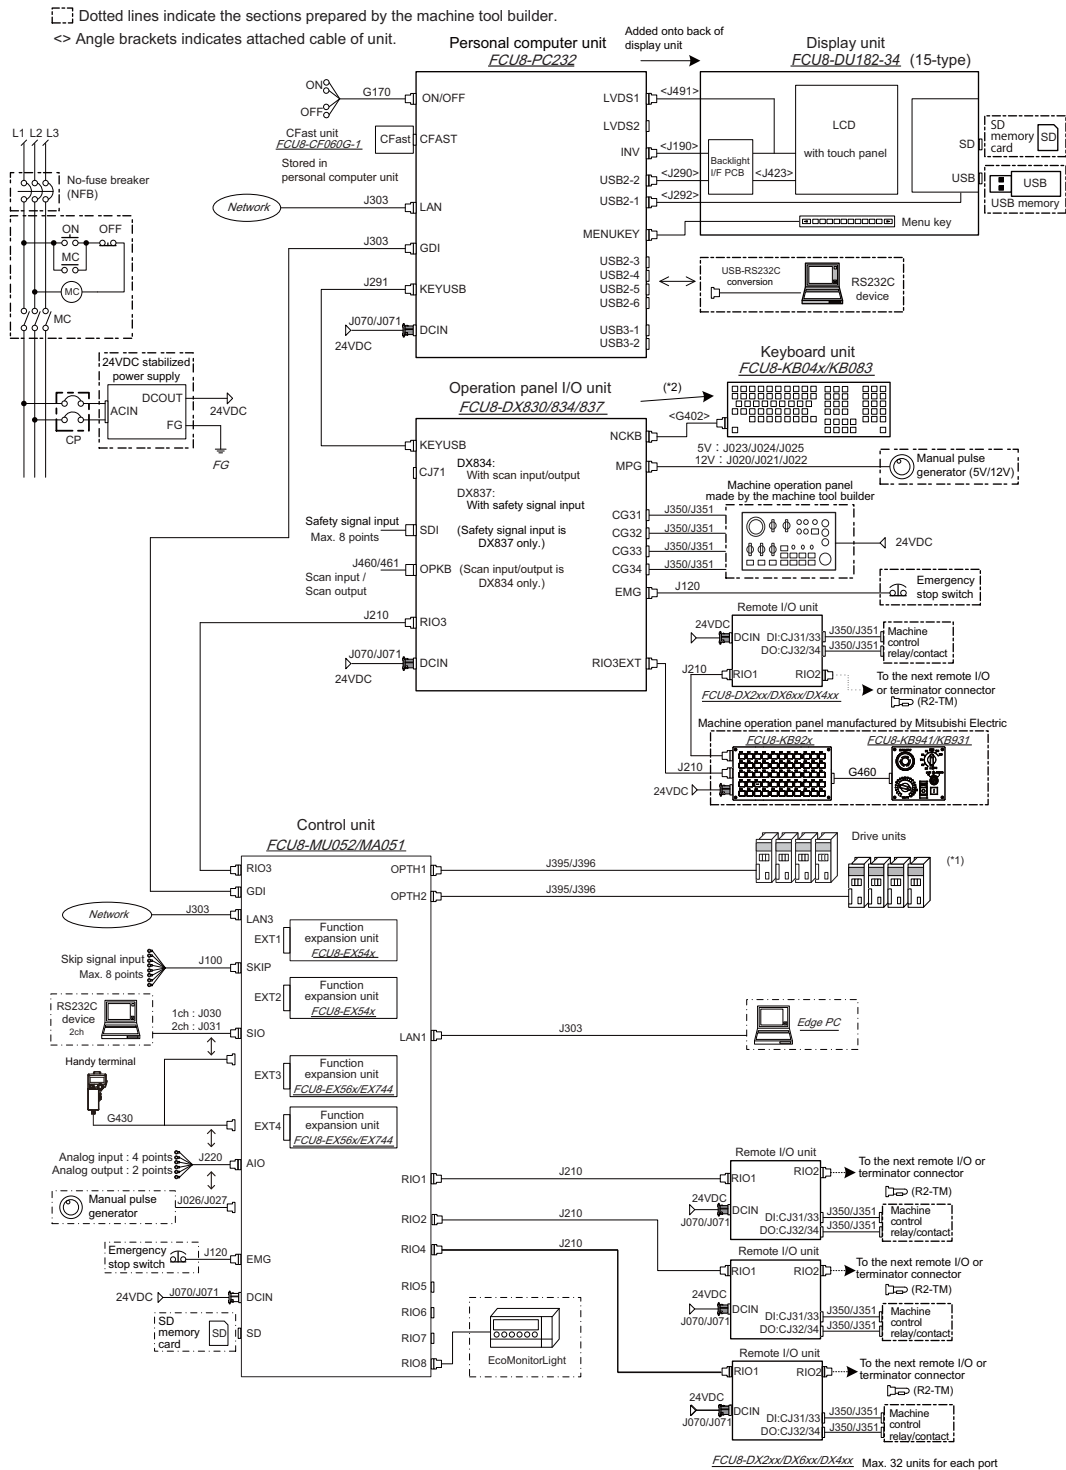 Dotted lines indicate the sections prepared by the machine tool builder.
<> Angle brackets indicates attached cable of unit.
Personal computer unit
FCU8-PC232
Added onto back of
display unit
Display unit
FCU8-DU182-34 (15-type)
ON
OFF
G170
ON/OFF
CFast unit
FCU8-CF060G-1
CFast
CFAST
Stored in
personal computer unit
Network
J303
LAN
J303
GDI
J291
KEYUSB
J070/J071
24VDC
DCIN
LVDS1
LVDS2
INV
USB2-2
USB2-1
MENUKEY
USB2-3
USB2-4
USB2-5
USB2-6
USB3-1
USB3-2
<J491>
<J190>
<J290>
<J292>
Backlight
I/F PCB
<J423>
LCD
with touch panel
SD
USB
SD
memory
card
SD
USB
USB memory
Menu key
USB-RS232C
conversion
RS232C
device
L1 L2 L3
No-fuse breaker
(NFB)
ON
OFF
MC
MC
MC
24VDC stabilized
power supply
DCOUT
ACIN
FG
24VDC
FG
CP
Operation panel I/O unit
FCU8-DX830/834/837
(*2)
Keyboard unit
FCU8-KB04x/KB083
KEYUSB
CJ71
DX834:
With scan input/output
DX837:
With safety signal input
Safety signal input
Max. 8 points
SDI
(Safety signal input is
DX837 only.)
J460/461
Scan input /
Scan output
OPKB
(Scan input/output is
DX834 only.)
J210
RIO3
J070/J071
24VDC
DCIN
NCKB
<G402>
MPG
5V : J023/J024/J025
12V : J020/J021/J022
Manual pulse
generator (5V/12V)
Machine operation panel
made by the machine tool builder
CG31
J350/J351
CG32
J350/J351
CG33
J350/J351
CG34
J350/J351
24VDC
EMG
J120
Emergency
stop switch
RIO3EXT
Remote I/O unit
24VDC
DCIN
DI:CJ31/33
DO:CJ32/34
J350/J351
J350/J351
Machine
control
relay/contact
J210
RIO1
RIO2
To the next remote I/O
or terminator connector
(R2-TM)
FCU8-DX2xx/DX6xx/DX4xx
Machine operation panel manufactured by Mitsubishi Electric
FCU8-KB92x
FCU8-KB941/KB931
J210
24VDC
G460
Control unit
FCU8-MU052/MA051
Drive units
(*1)
RIO3
GDI
Network
J303
LAN3
EXT1
Function
expansion unit
FCU8-EX54x
Skip signal input
Max. 8 points
J100
SKIP
EXT2
Function
expansion unit
FCU8-EX54x
RS232C
device
2ch
1ch : J030
2ch : J031
SIO
Handy terminal
G430
EXT3
Function
expansion unit
FCU8-EX56x/EX744
EXT4
Function
expansion unit
FCU8-EX56x/EX744
Analog input : 4 points
Analog output : 2 points
J220
AIO
Manual pulse
generator
J026/J027
Emergency
stop switch
J120
EMG
24VDC
J070/J071
DCIN
SD
memory
card
SD
SD
OPTH1
J395/J396
OPTH2
J395/J396
LAN1
J303
Edge PC
RIO1
J210
RIO2
J210
RIO4
J210
RIO5
RIO6
RIO7
RIO8
EcoMonitorLight
Remote I/O unit
RIO1
RIO2
24VDC
DCIN
J070/J071
DI:CJ31/33
DO:CJ32/34
J350/J351
J350/J351
To the next remote I/O or
terminator connector
(R2-TM)
Machine
control
relay/contact
Remote I/O unit
RIO1
RIO2
24VDC
DCIN
J070/J071
DI:CJ31/33
DO:CJ32/34
J350/J351
J350/J351
To the next remote I/O or
terminator connector
(R2-TM)
Machine
control
relay/contact
Remote I/O unit
RIO1
RIO2
24VDC
DCIN
J070/J071
DI:CJ31/33
DO:CJ32/34
J350/J351
J350/J351
To the next remote I/O or
terminator connector
(R2-TM)
Machine
control
relay/contact
FCU8-DX2xx/DX6xx/DX4xx Max. 32 units for each port